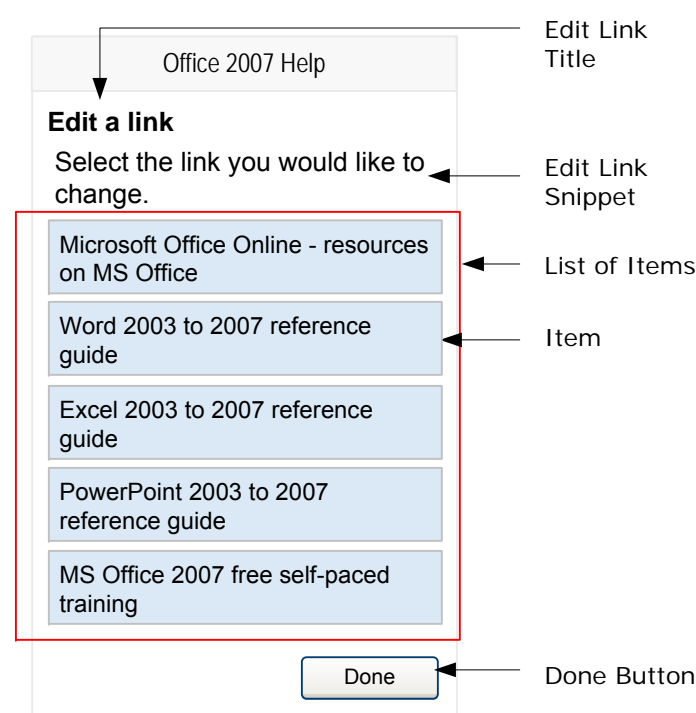 Edit Link
Title
Office 2007 Help
Edit a link
Select the link you would like to
change.
Edit Link
Snippet
Microsoft Office Online - resources
on MS Office
List of Items
Word 2003 to 2007 reference
guide
Item
Excel 2003 to 2007 reference
guide
PowerPoint 2003 to 2007
reference guide
MS Office 2007 free self-paced
training
Done
Done Button